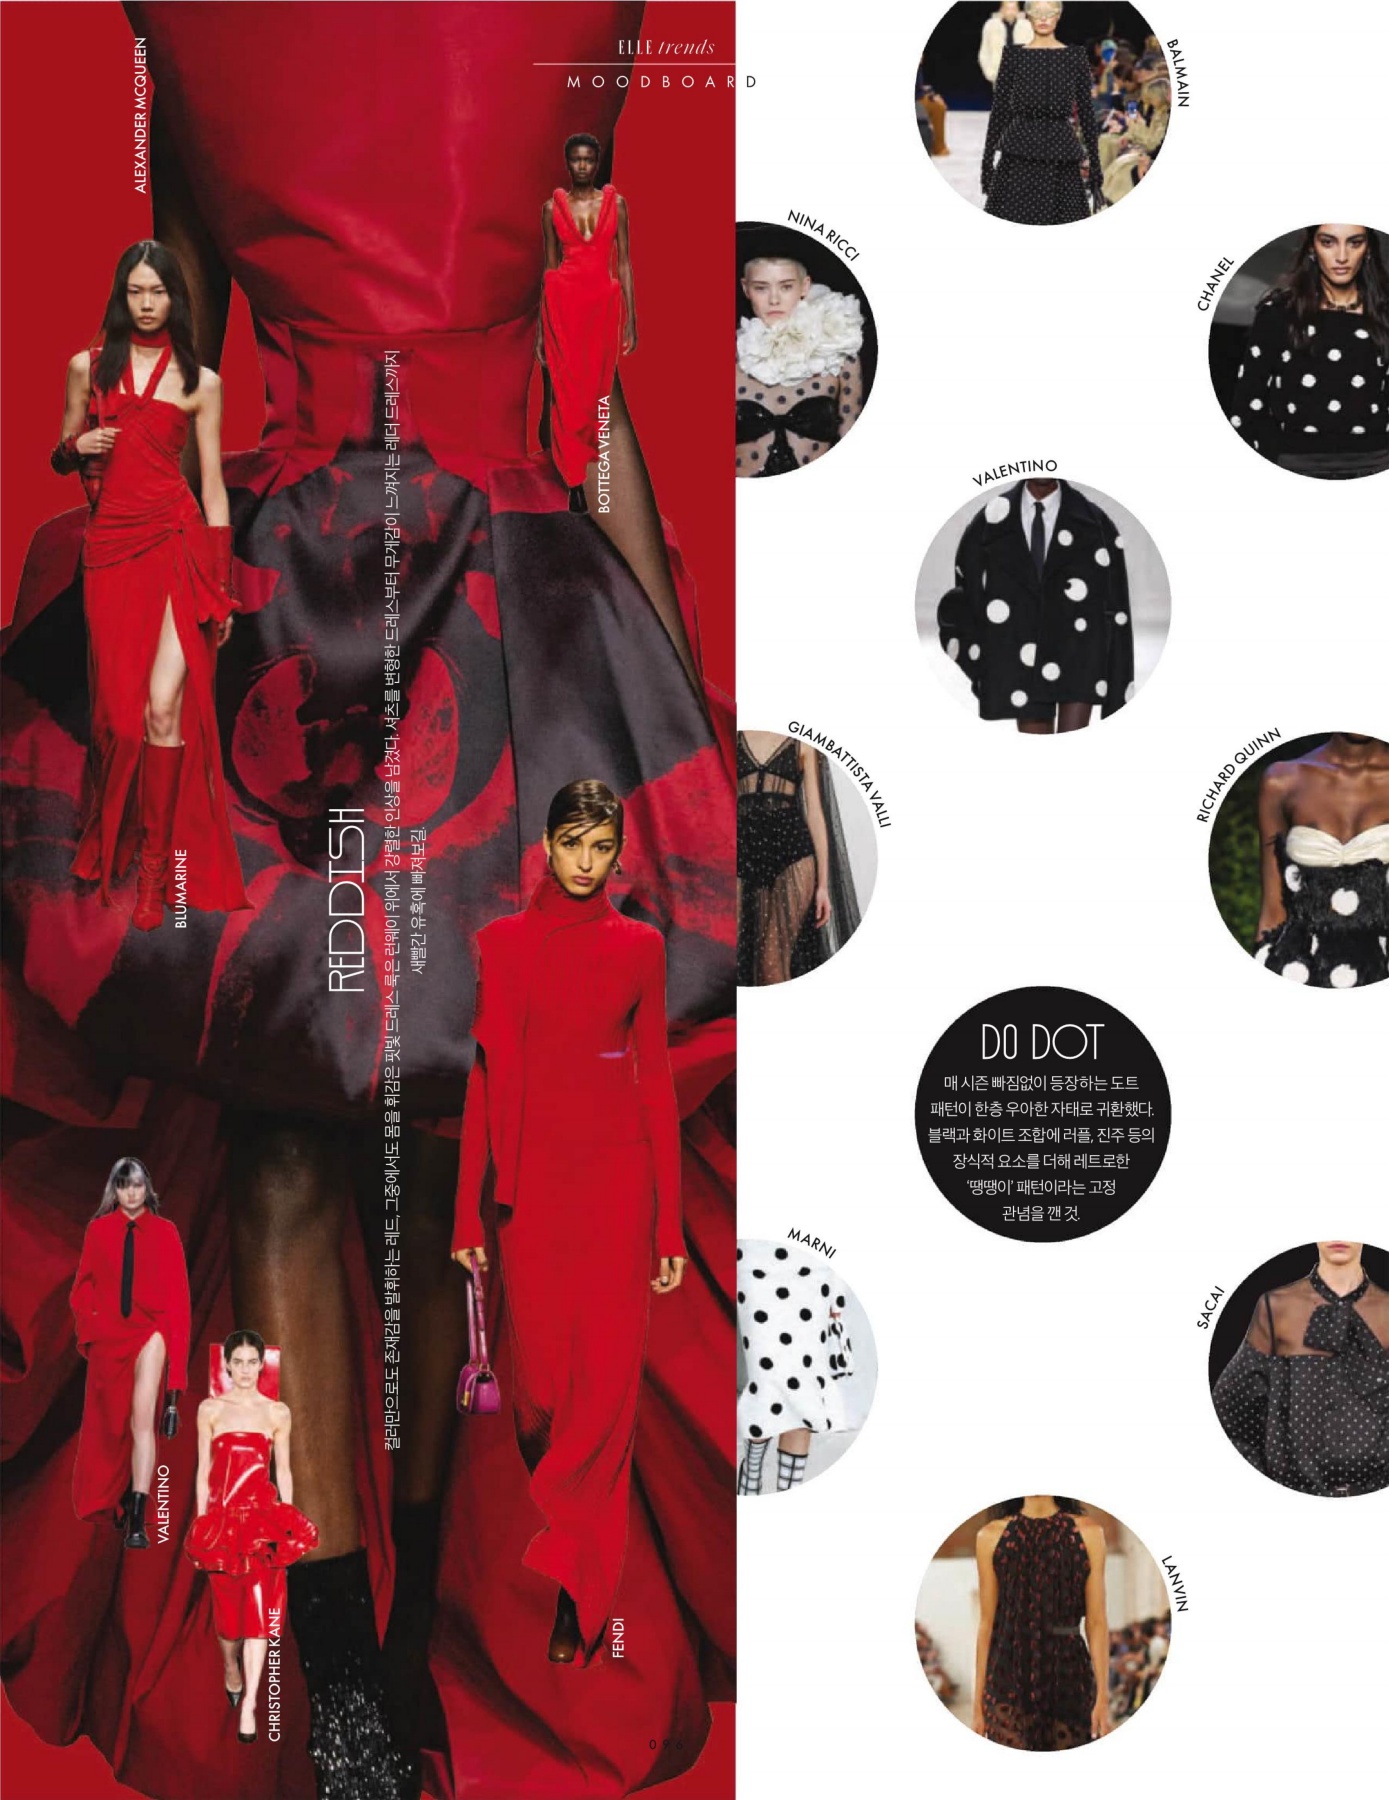 ELLE trends
MOODBOARD
ALEXANDER MCQUEEN
BOTTEGA VENETA
BLUMARINE
REDDISH
컬러만으로도 존재감을 발휘하는 레드, 그중에서도 몸을 휘감은 핏빛 드레스 룩은 런웨이 위에서 강렬한 인상을 남겼다. 셔츠를 변형한 드레스부터 무게감이 느껴지는 레더 드레스까지
새빨간 유혹에 빠져보길.
VALENTINO
CHRISTOPHER KANE
FENDI
096
BALMAIN
NINA RICCI
CHANEL
VALENTINO
GIAMBATTISTA VALLI
RICHARD QUINN
DO DOT
매 시즌 빠짐없이 등장하는 도트
패턴이 한층 우아한 자태로 귀환했다.
블랙과 화이트 조합에 러플, 진주 등의
장식적 요소를 더해 레트로한
‘땡땡이’ 패턴이라는 고정
관념을 깬 것.
MARNI
SACAI
LANVIN